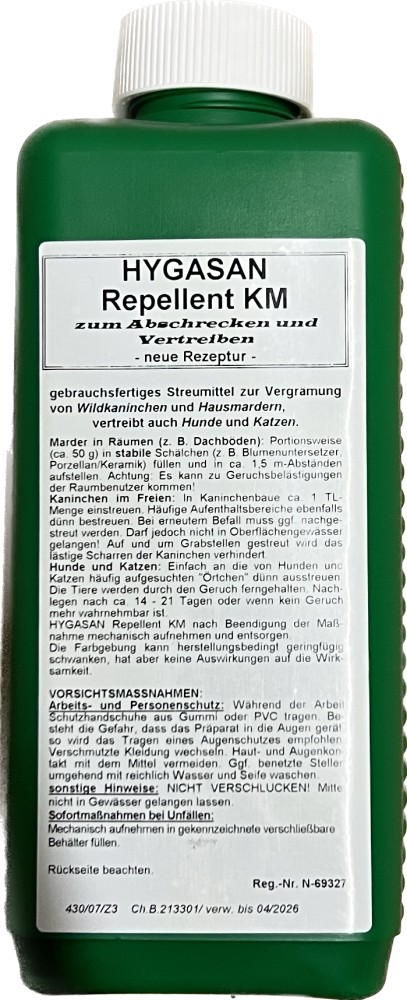 HYGASAN
Repellent KM
zum Abschrecken und
Vertreiben
- neue Rezeptur -
gebrauchsfertiges Streumittel zur Vergrämung
von Wildkaninchen und Hausmardern,
vertreibt auch Hunde und Katzen.
Marder in Räumen (z. B. Dachböden): Portionsweise
(ca. 50 g) in stabile Schälchen (z. B. Blumenuntersetzer,
Porzellan/Keramik) füllen und in ca. 1,5 m-Abständen
aufstellen. Achtung: Es kann zu Geruchsbelästigungen
der Raumbenutzer kommen!
Kaninchen im Freien: In Kaninchenbaue ca. 1 TL-
Menge einstreuen. Häufige Aufenthaltsbereiche ebenfalls
dünn bestreuen. Bei erneutem Befall muss ggf. nachge-
streut werden. Darf jedoch nicht in Oberflächengewässer
gelangen! Auf und um Grabstellen gestreut wird das
lästige Scharren der Kaninchen verhindert.
Hunde und Katzen: Einfach an die von Hunden und
Katzen häufig aufgesuchten "Örtchen" dünn ausstreuen.
Die Tiere werden durch den Geruch ferngehalten. Nach-
legen nach ca. 14 - 21 Tagen oder wenn kein Geruch
mehr wahrnehmbar ist.
HYGASAN Repellent KM nach Beendigung der Maß-
nahme mechanisch aufnehmen und entsorgen.
Die Farbgebung kann herstellungsbedingt geringfügig
schwanken, hat aber keine Auswirkungen auf die Wirk-
samkeit.
VORSICHTSMASSNAHMEN:
Arbeits- und Personenschutz: Während der Arbeit
Schutzhandschuhe aus Gummi oder PVC tragen. Be-
steht die Gefahr, dass das Präparat in die Augen gerät
so wird das Tragen eines Augenschutzes empfohlen
Verschmutzte Kleidung wechseln. Haut- und Augenkon-
takt mit dem Mittel vermeiden. Ggf. benetzte Stellen
umgehend mit reichlich Wasser und Seife waschen.
sonstige Hinweise: NICHT VERSCHLUCKEN! Mittel
nicht in Gewässer gelangen lassen.
Sofortmaßnahmen bei Unfällen:
Mechanisch aufnehmen in gekennzeichnete verschließbare
Behälter füllen.
Rückseite beachten.
Reg.-Nr. N-69327
430/07/Z3 Ch.B.213301/ verw. bis 04/2026